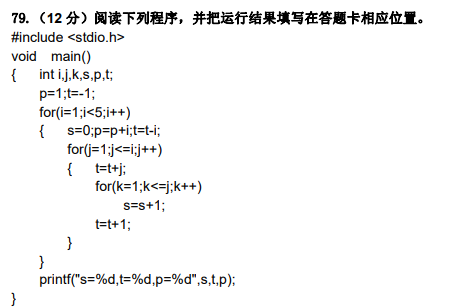 79.（12 分）阅读下列程序，并把运行结果填写在答题卡相应位置。
#include <stdio.h>
void main()
{ int i,j,k,s,p,t;
p=1;t=-1;
for(i=1;i<5;i++)
{ s=0;p=p+i;t=t-i;
for(j=1;j<=i;j++)
{ t=t+j;
for(k=1;k<=j;k++)
s=s+1;
t=t+1;
}
}
printf("s=%d,t=%d,p=%d",s,t,p);
}